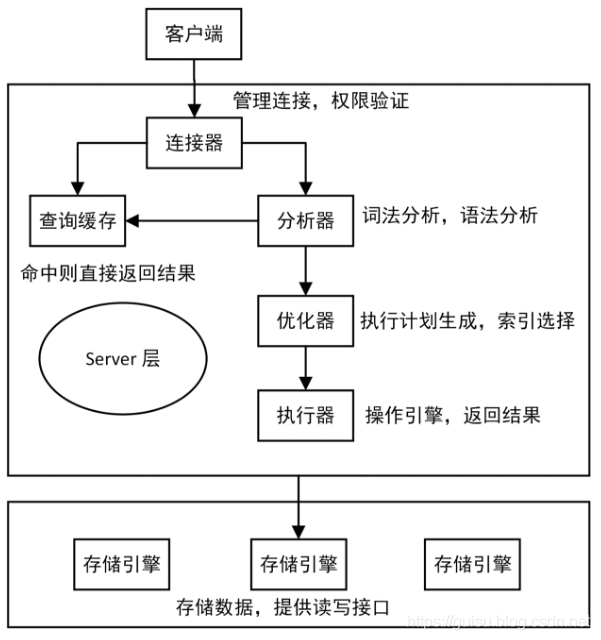 客户端
管理连接，权限验证
连接器
查询缓存
分析器
词法分析，语法分析
命中则直接返回结果
优化器
执行计划生成，索引选择
Server 层
执行器
操作引擎，返回结果
存储引擎
存储引擎
存储引擎
存储数据，提供读写接口
https://guisu.blog.csdn.net